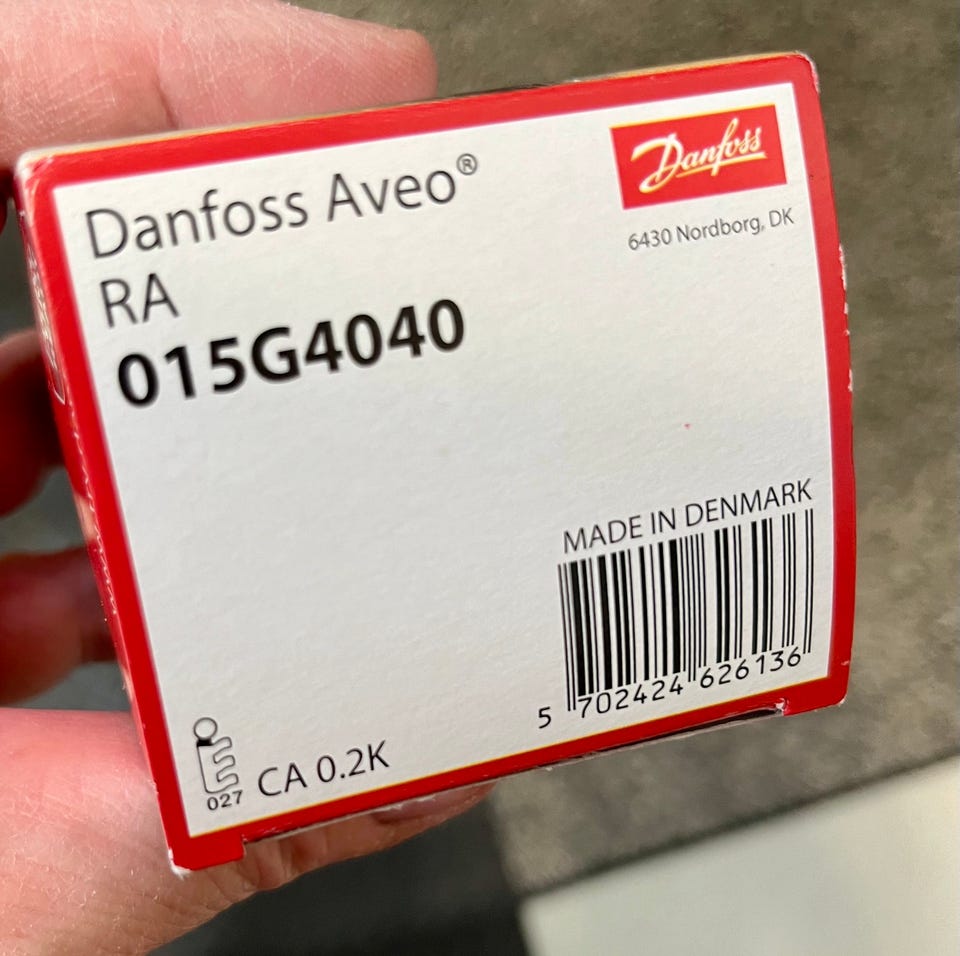 Danfoss Aveo®
RA
015G4040
Danfoss
6430 Nordborg, DK
MADE IN DENMARK
5 702424 626136
027
CA 0.2K